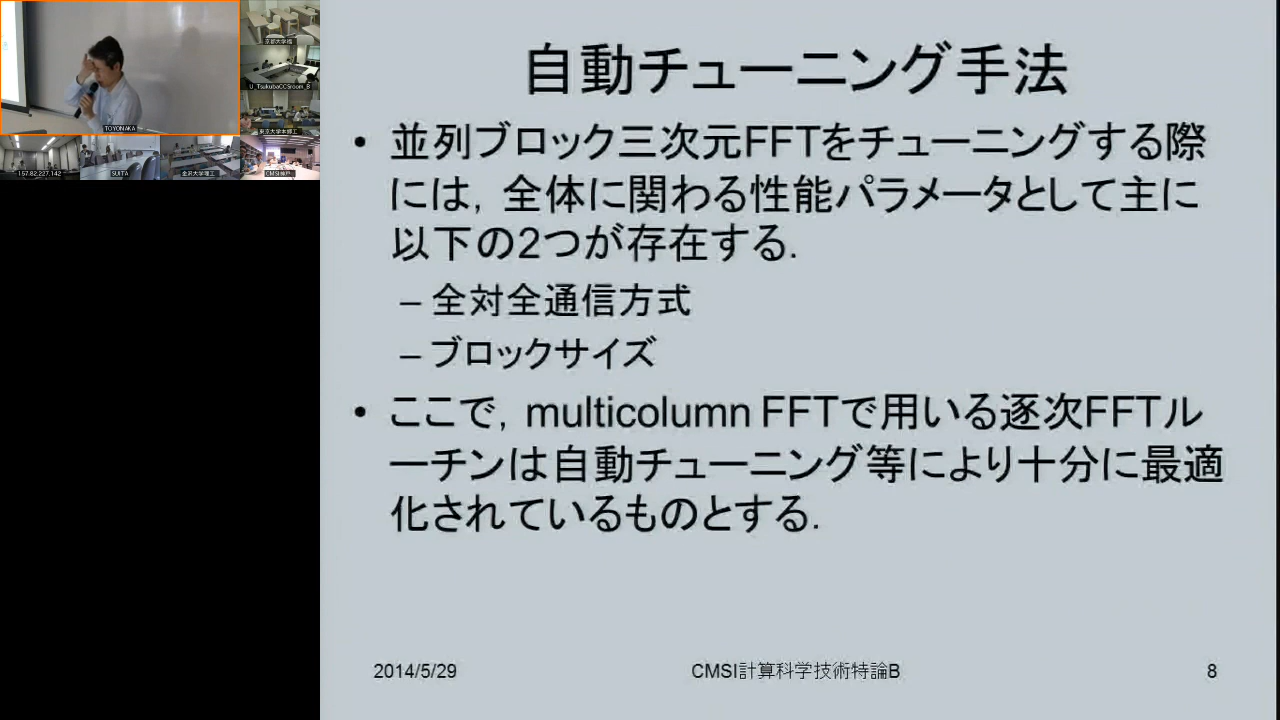 自動チューニング手法
• 並列ブロック三次元FFTをチューニングする際
には，全体に関わる性能パラメータとして主に
以下の2つが存在する．
– 全対全通信方式
– ブロックサイズ
• ここで，multicolumn FFTで用いる逐次FFTル
ーチンは自動チューニング等により十分に最適
化されているものとする．
2014/5/29
CMSI計算科学技術特論B
8
TOYONAKA
京都大学機
U_TsukubaCCSroom_B
東京大学本郷工
157.82.227.142
SUITA
金沢大学理工
CMSI神戸